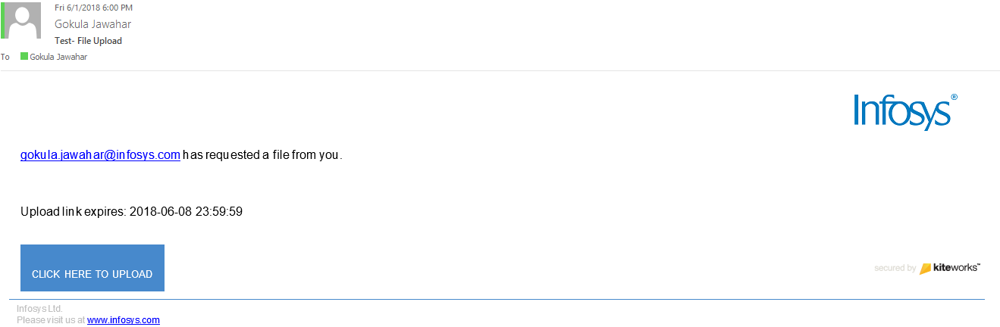 Fri 6/1/2018 6:00 PM
Gokula Jawahar
Test- File Upload
To Gokula Jawahar
Infosys®
gokula.jawahar@infosys.com has requested a file from you.
Upload link expires: 2018-06-08 23:59:59
CLICK HERE TO UPLOAD
secured by kiteworks™
Infosys Ltd.
Please visit us at www.infosys.com